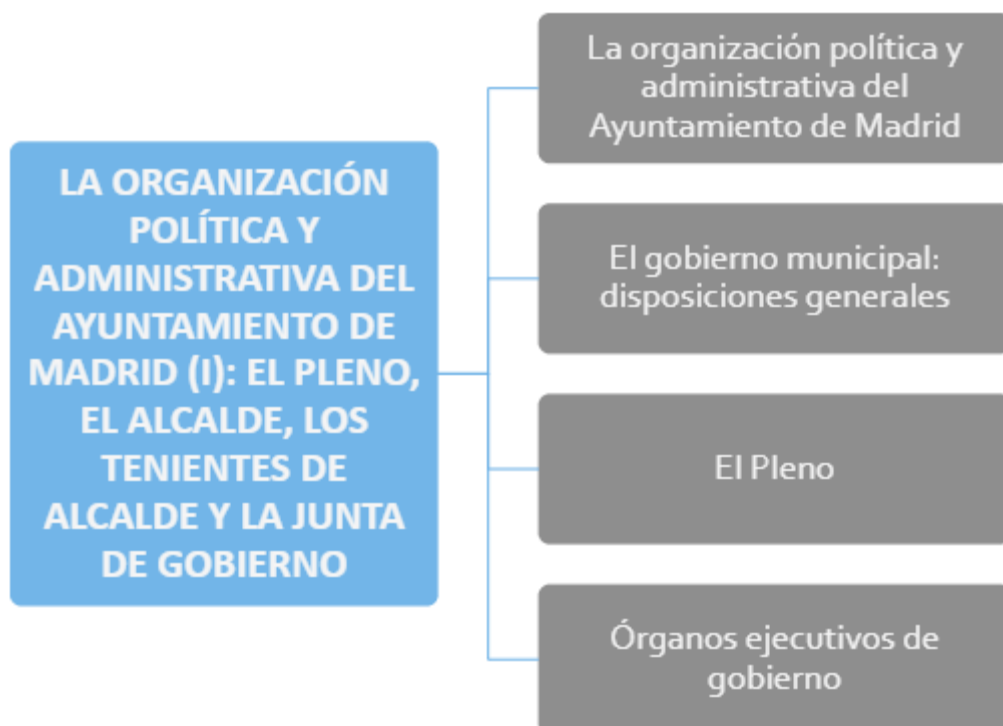 LA ORGANIZACIÓN
POLÍTICA Y
ADMINISTRATIVA DEL
AYUNTAMIENTO DE
MADRID (I): EL PLENO,
EL ALCALDE, LOS
TENIENTES DE
ALCALDE Y LA JUNTA
DE GOBIERNO
La organización política y
administrativa del
Ayuntamiento de Madrid
El gobierno municipal:
disposiciones generales
El Pleno
Órganos ejecutivos de
gobierno